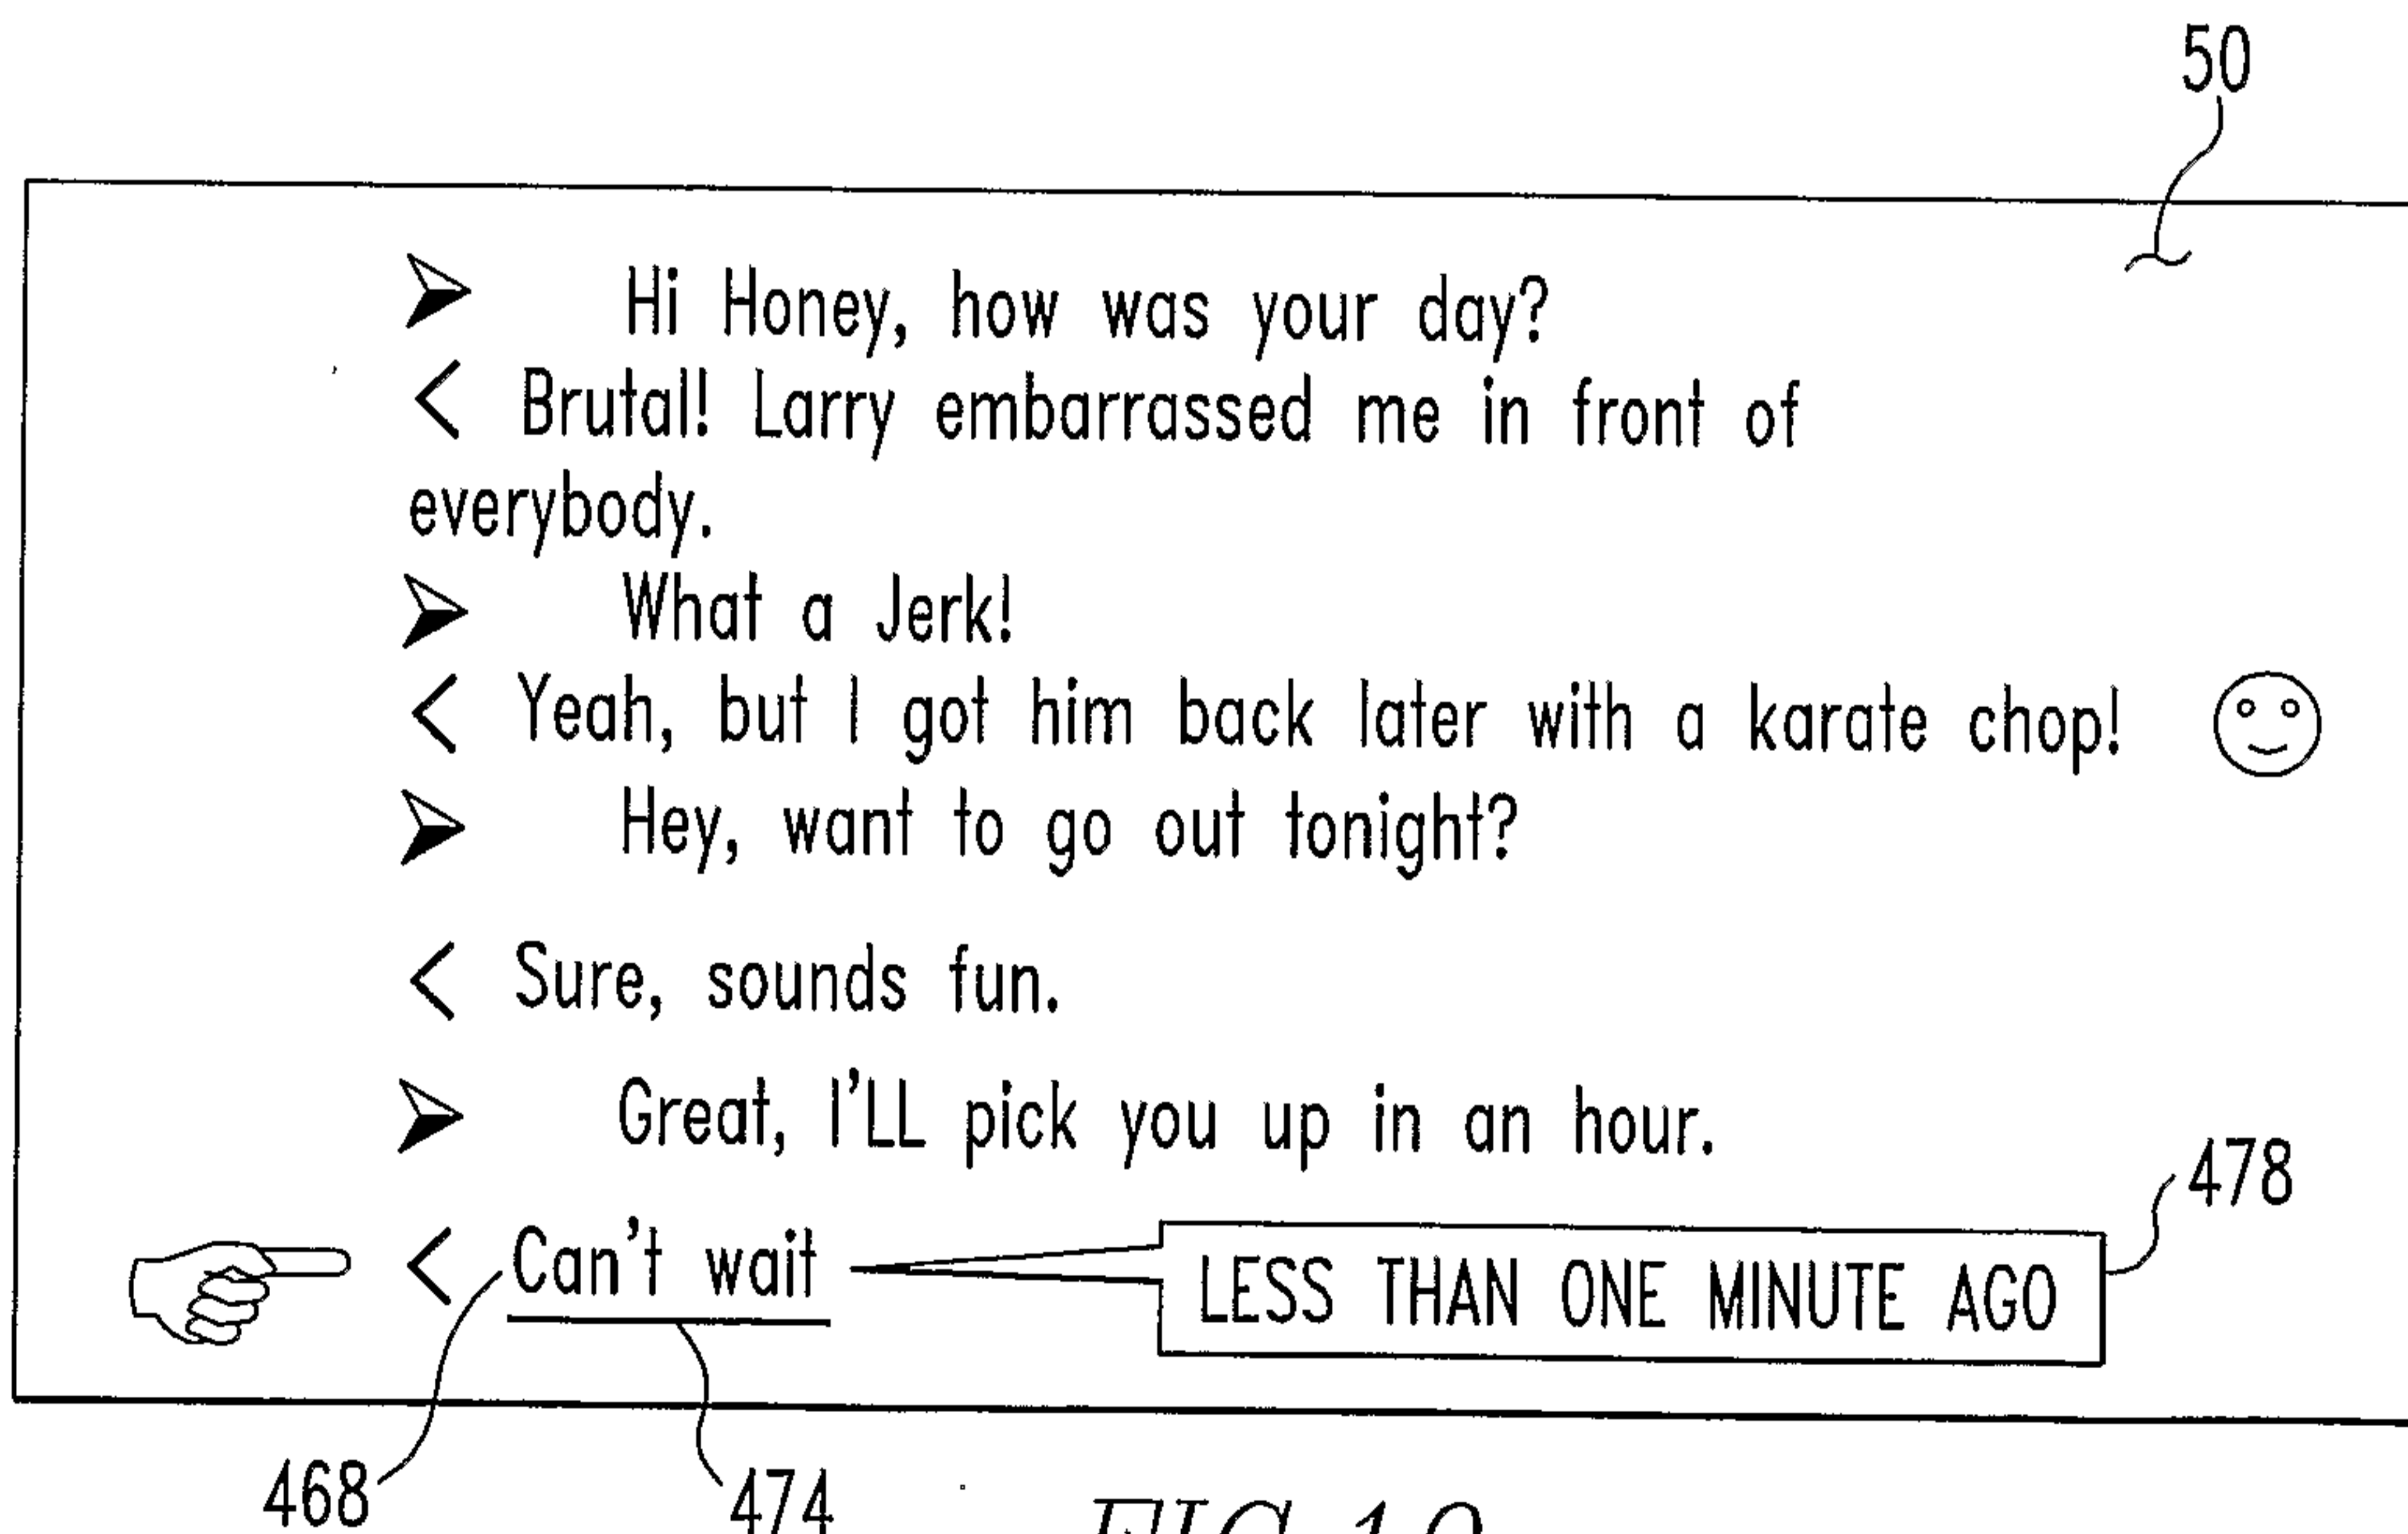 50
➢ Hi Honey, how was your day?
< Brutal! Larry embarrassed me in front of
everybody.
➢ What a Jerk!
< Yeah, but I got him back later with a karate chop! ☺
➢ Hey, want to go out tonight?
< Sure, sounds fun.
➢ Great, I'LL pick you up in an hour.
478
< Can't wait LESS THAN ONE MINUTE AGO
468 474